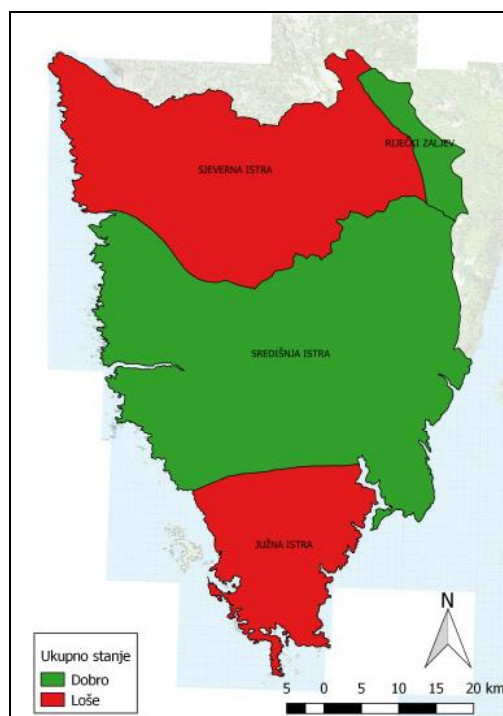 RIJEČKI ZALJEV
SJEVERNA ISTRA
SREDIŠNJA ISTRA
JUŽNA ISTRA
N
Ukupno stanje
Dobro
Loše
5 0 5 10 15 20 km